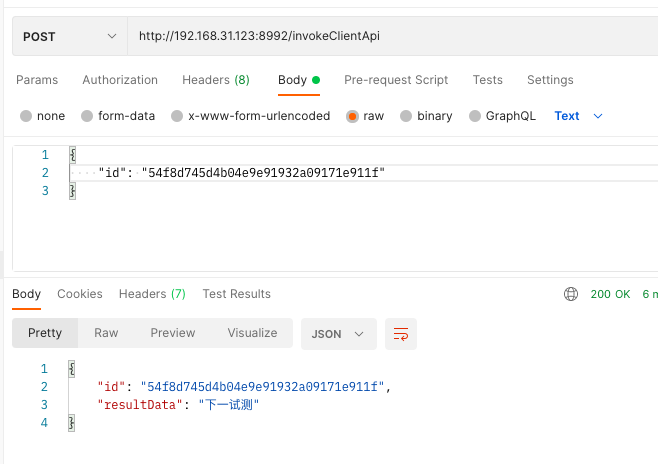 POST http://192.168.31.123:8992/invokeClientApi
Params Authorization Headers (8) Body Pre-request Script Tests Settings
none form-data x-www-form-urlencoded raw binary GraphQL Text
1 {
2 "id": "54f8d745d4b04e9e91932a09171e911f"
3 }
Body Cookies Headers (7) Test Results 200 OK 6 m
Pretty Raw Preview Visualize JSON
1 {
2 "id": "54f8d745d4b04e9e91932a09171e911f",
3 "resultData": "下一试测"
4 }